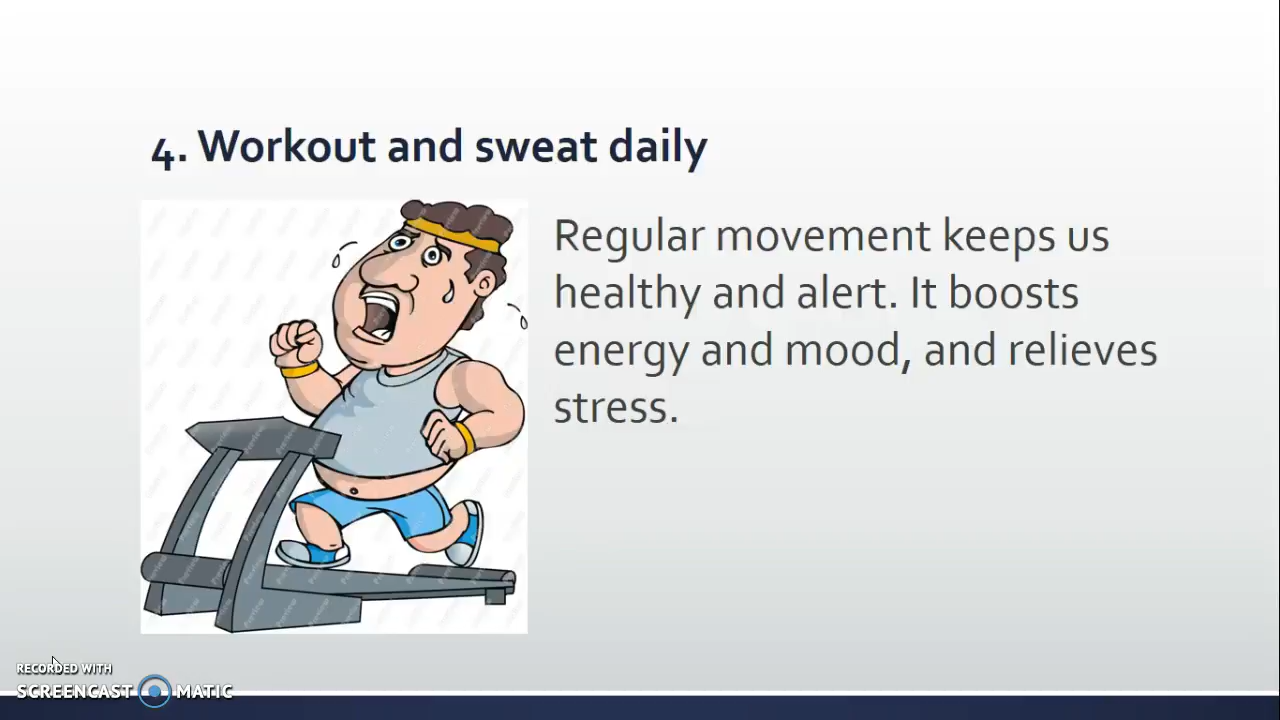 4. Workout and sweat daily
Regular movement keeps us
healthy and alert. It boosts
energy and mood, and relieves
stress.
RECORDED WITH
SCREENCAST MATIC